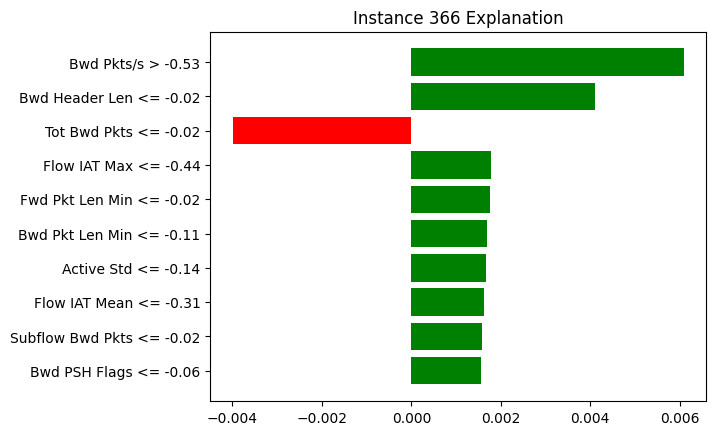 Instance 366 Explanation
Bwd Pkts/s > -0.53
Bwd Header Len <= -0.02
Tot Bwd Pkts <= -0.02
Flow IAT Max <= -0.44
Fwd Pkt Len Min <= -0.02
Bwd Pkt Len Min <= -0.11
Active Std <= -0.14
Flow IAT Mean <= -0.31
Subflow Bwd Pkts <= -0.02
Bwd PSH Flags <= -0.06
−0.004 −0.002 0.000 0.002 0.004 0.006